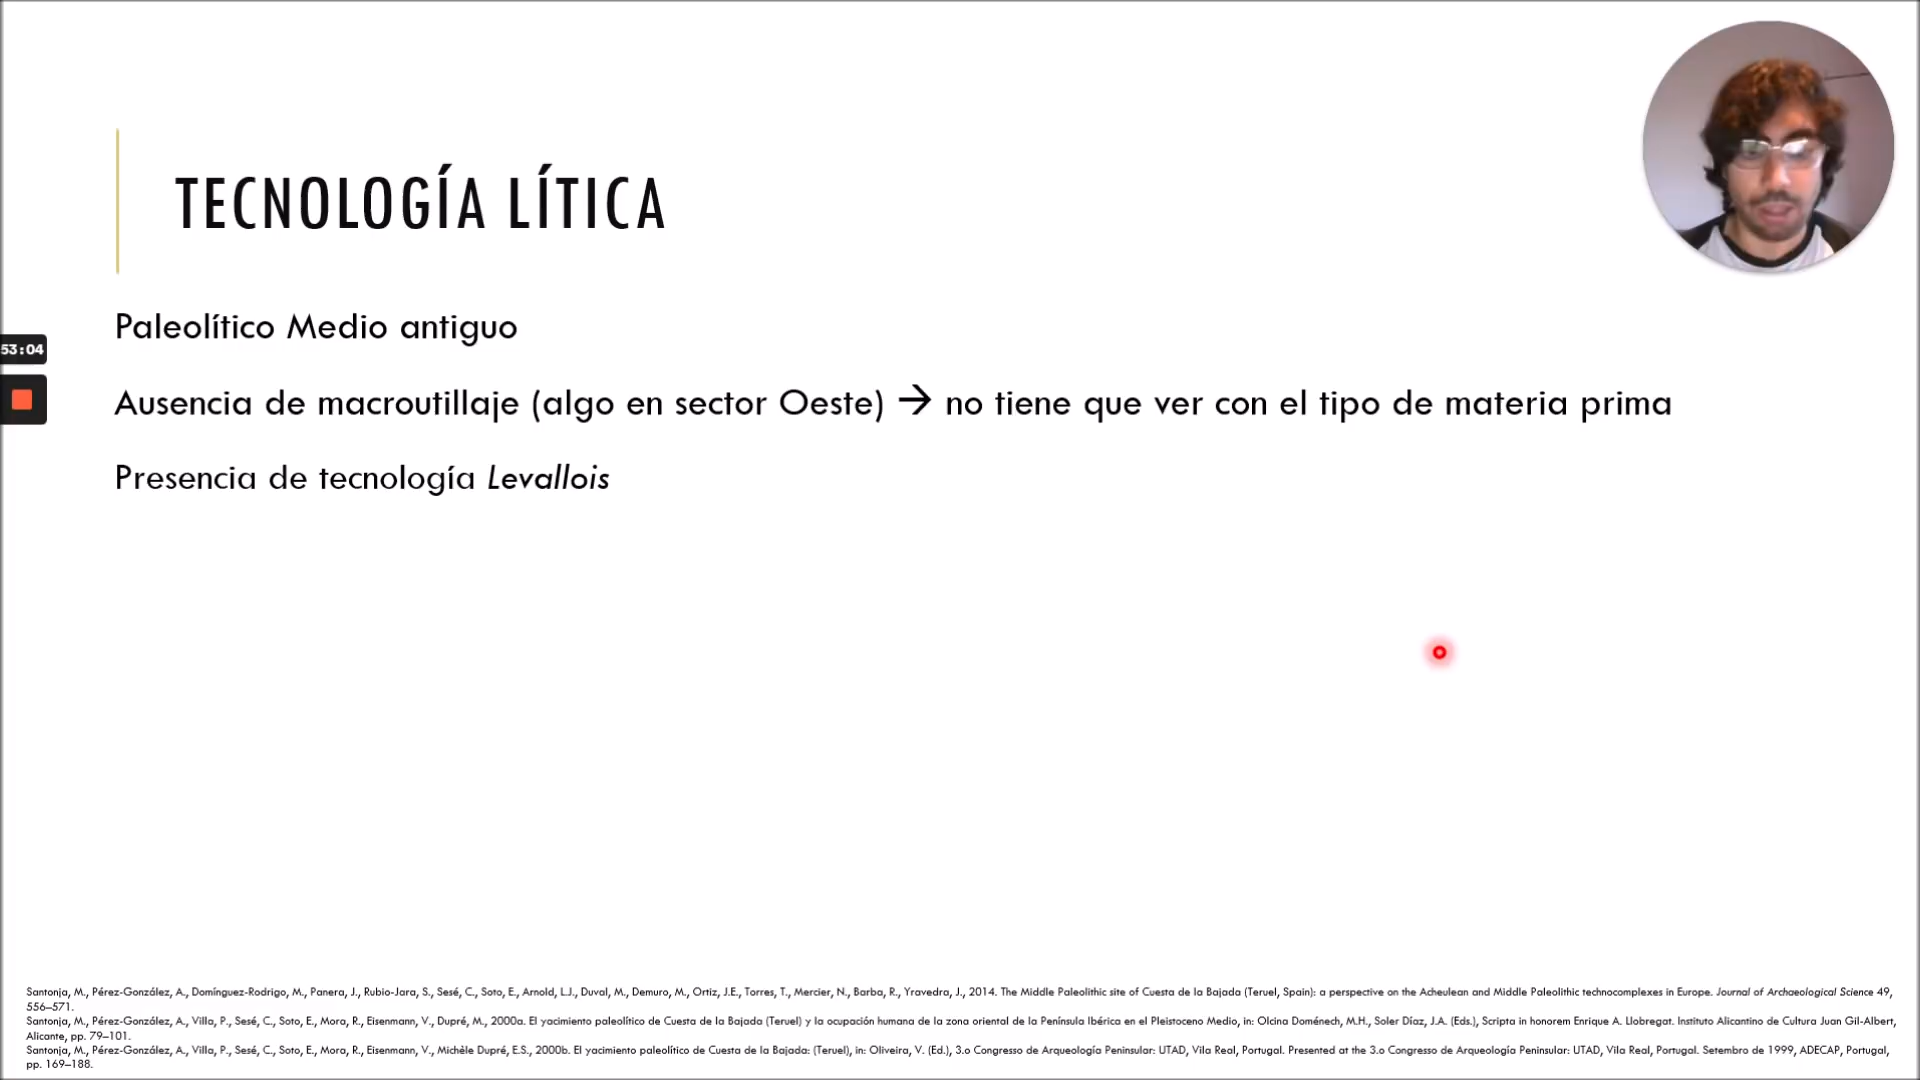 TECNOLOGÍA LÍTICA
Paleolítico Medio antiguo
53:04
Ausencia de macroutillaje (algo en sector Oeste) → no tiene que ver con el tipo de materia prima
Presencia de tecnología Levallois
Santonja, M., Pérez-González, A., Domínguez-Rodrigo, M., Panera, J., Rubio-Jara, S., Sesé, C., Soto, E., Arnold, L.J., Duval, M., Demuro, M., Ortiz, J.E., Torres, T., Mercier, N., Barba, R., Yravedra, J., 2014. The Middle Paleolithic site of Cuesta de la Bajada (Teruel, Spain): a perspective on the Acheulean and Middle Paleolithic technocomplexes in Europe. Journal of Archaeological Science 49,
556–571.
Santonja, M., Pérez-González, A., Villa, P., Sesé, C., Soto, E., Mora, R., Eisenmann, V., Dupré, M., 2000a. El yacimiento paleolítico de Cuesta de la Bajada (Teruel) y la ocupación humana de la zona oriental de la Península Ibérica en el Pleistoceno Medio, in: Olcina Doménech, M.H., Soler Díaz, J.A. (Eds.), Scripta in honorem Enrique A. Llobregat. Instituto Alicantino de Cultura Juan Gil-Albert,
Alicante, pp. 79–101.
Santonja, M., Pérez-González, A., Villa, P., Sesé, C., Soto, E., Mora, R., Eisenmann, V., Michèle Dupré, E.S., 2000b. El yacimiento paleolítico de Cuesta de la Bajada: (Teruel), in: Oliveira, V. (Ed.), 3.o Congresso de Arqueología Peninsular: UTAD, Vila Real, Portugal. Presented at the 3.o Congresso de Arqueología Peninsular: UTAD, Vila Real, Portugal. Setembro de 1999, ADECAP, Portugal,
pp. 169–188.